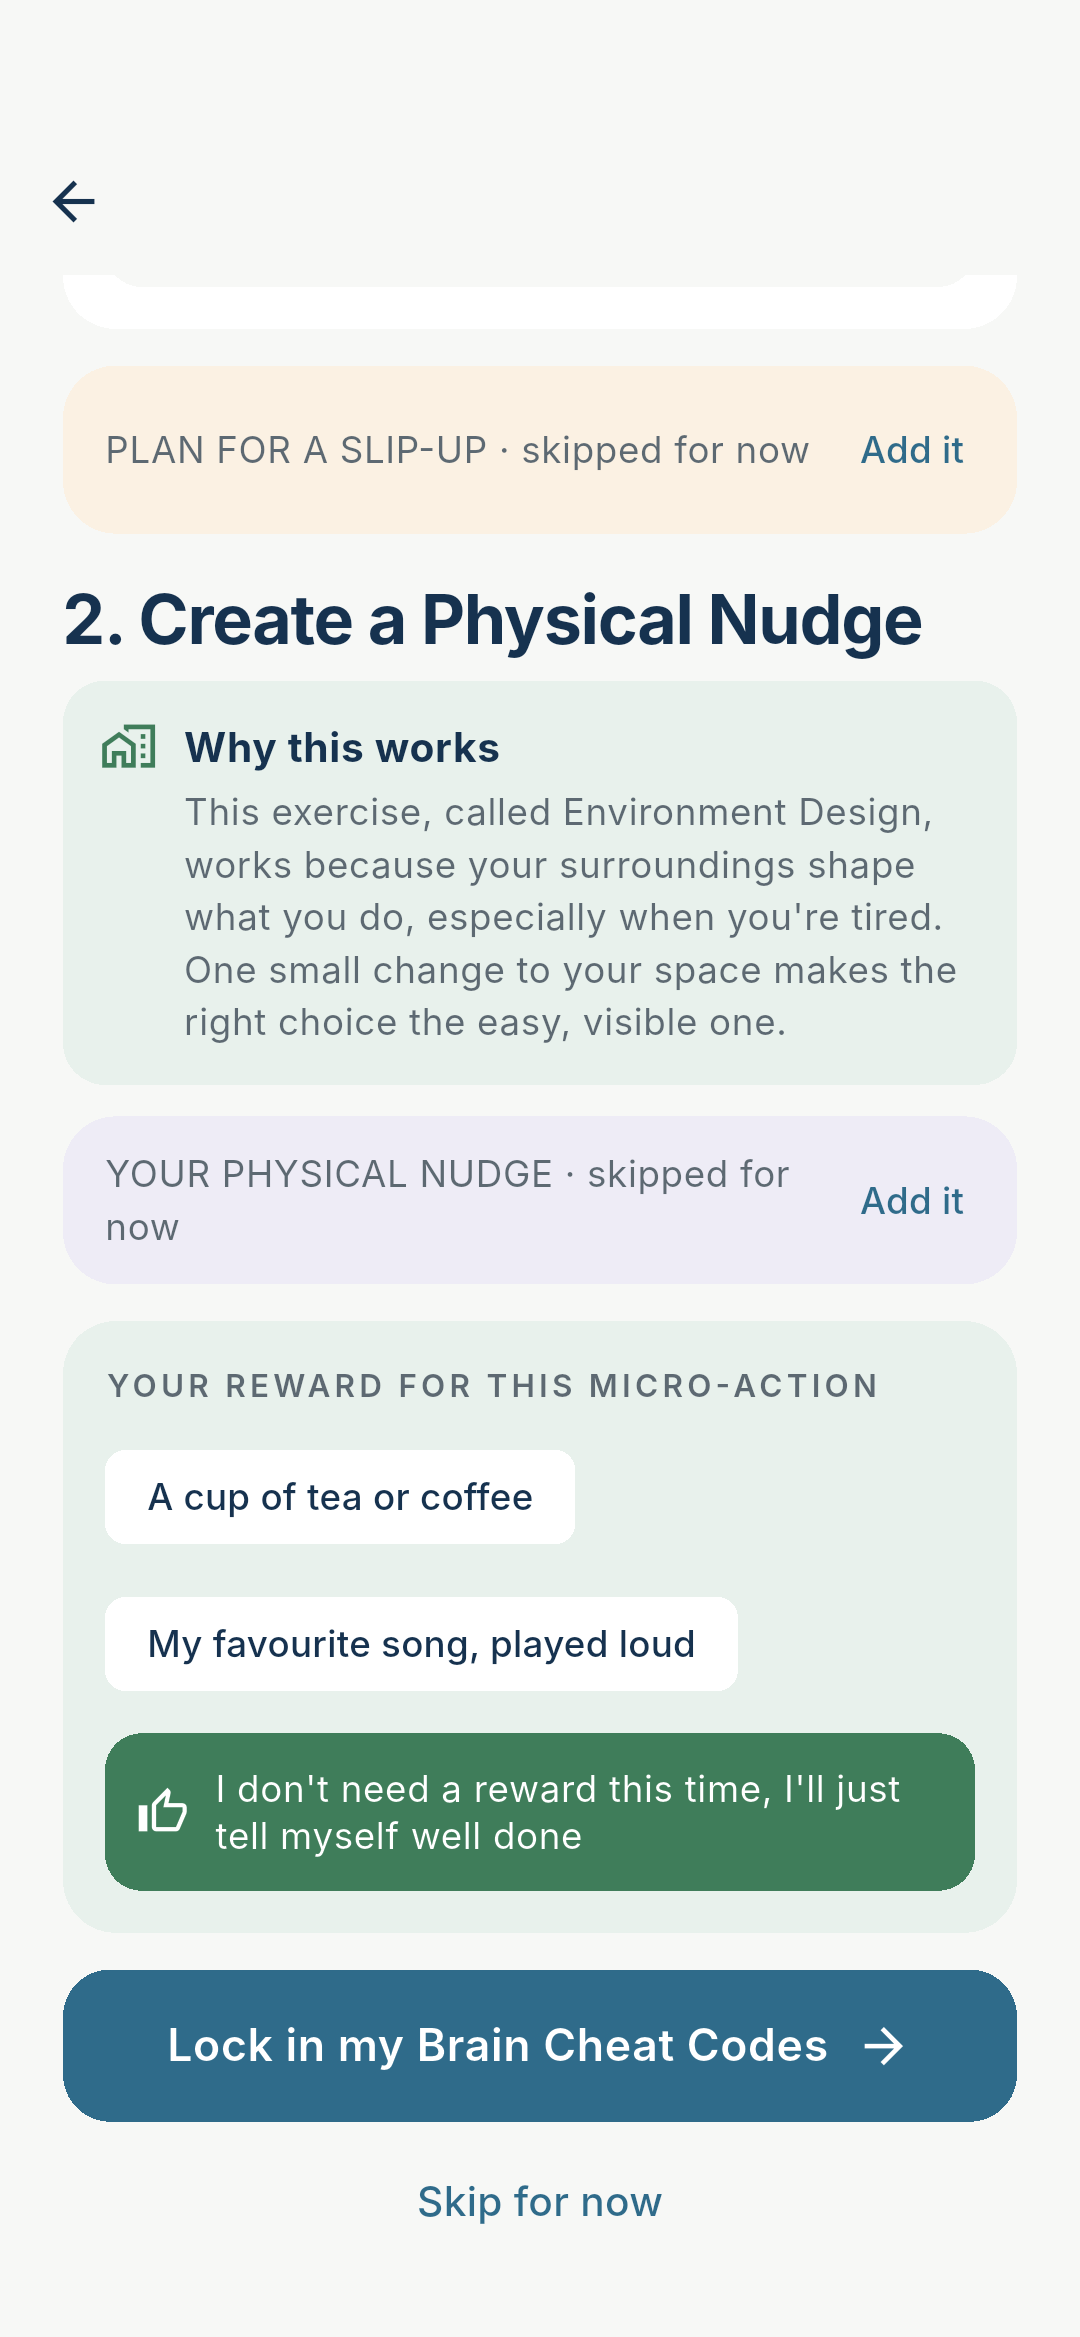 PLAN FOR A SLIP-UP · skipped for now
Add it
2. Create a Physical Nudge
Why this works
This exercise, called Environment Design,
works because your surroundings shape
what you do, especially when you're tired.
One small change to your space makes the
right choice the easy, visible one.
YOUR PHYSICAL NUDGE · skipped for
now
Add it
YOUR REWARD FOR THIS MICRO-ACTION
A cup of tea or coffee
My favourite song, played loud
I don't need a reward this time, I'll just
tell myself well done
Lock in my Brain Cheat Codes
Skip for now